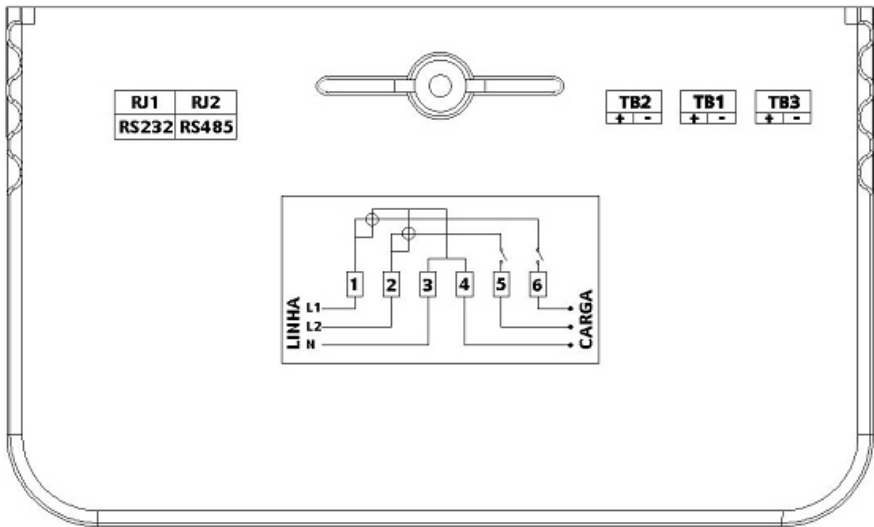 RJ1 RJ2
RS232 RS485
TB2 TB1 TB3
+ - + - + -
1 2 3 4 5 6
LINHA
L1
L2
N
CARGA